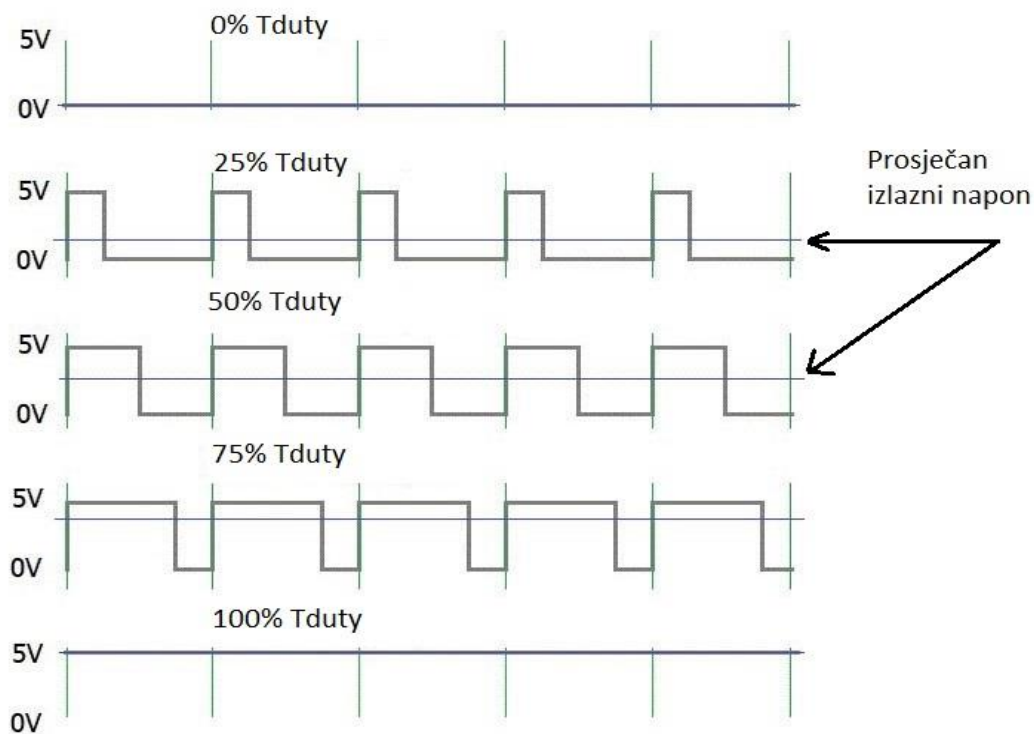 0% Tduty
5V
0V
25% Tduty
5V
0V
Prosječan
izlazni napon
50% Tduty
5V
0V
75% Tduty
5V
0V
100% Tduty
5V
0V